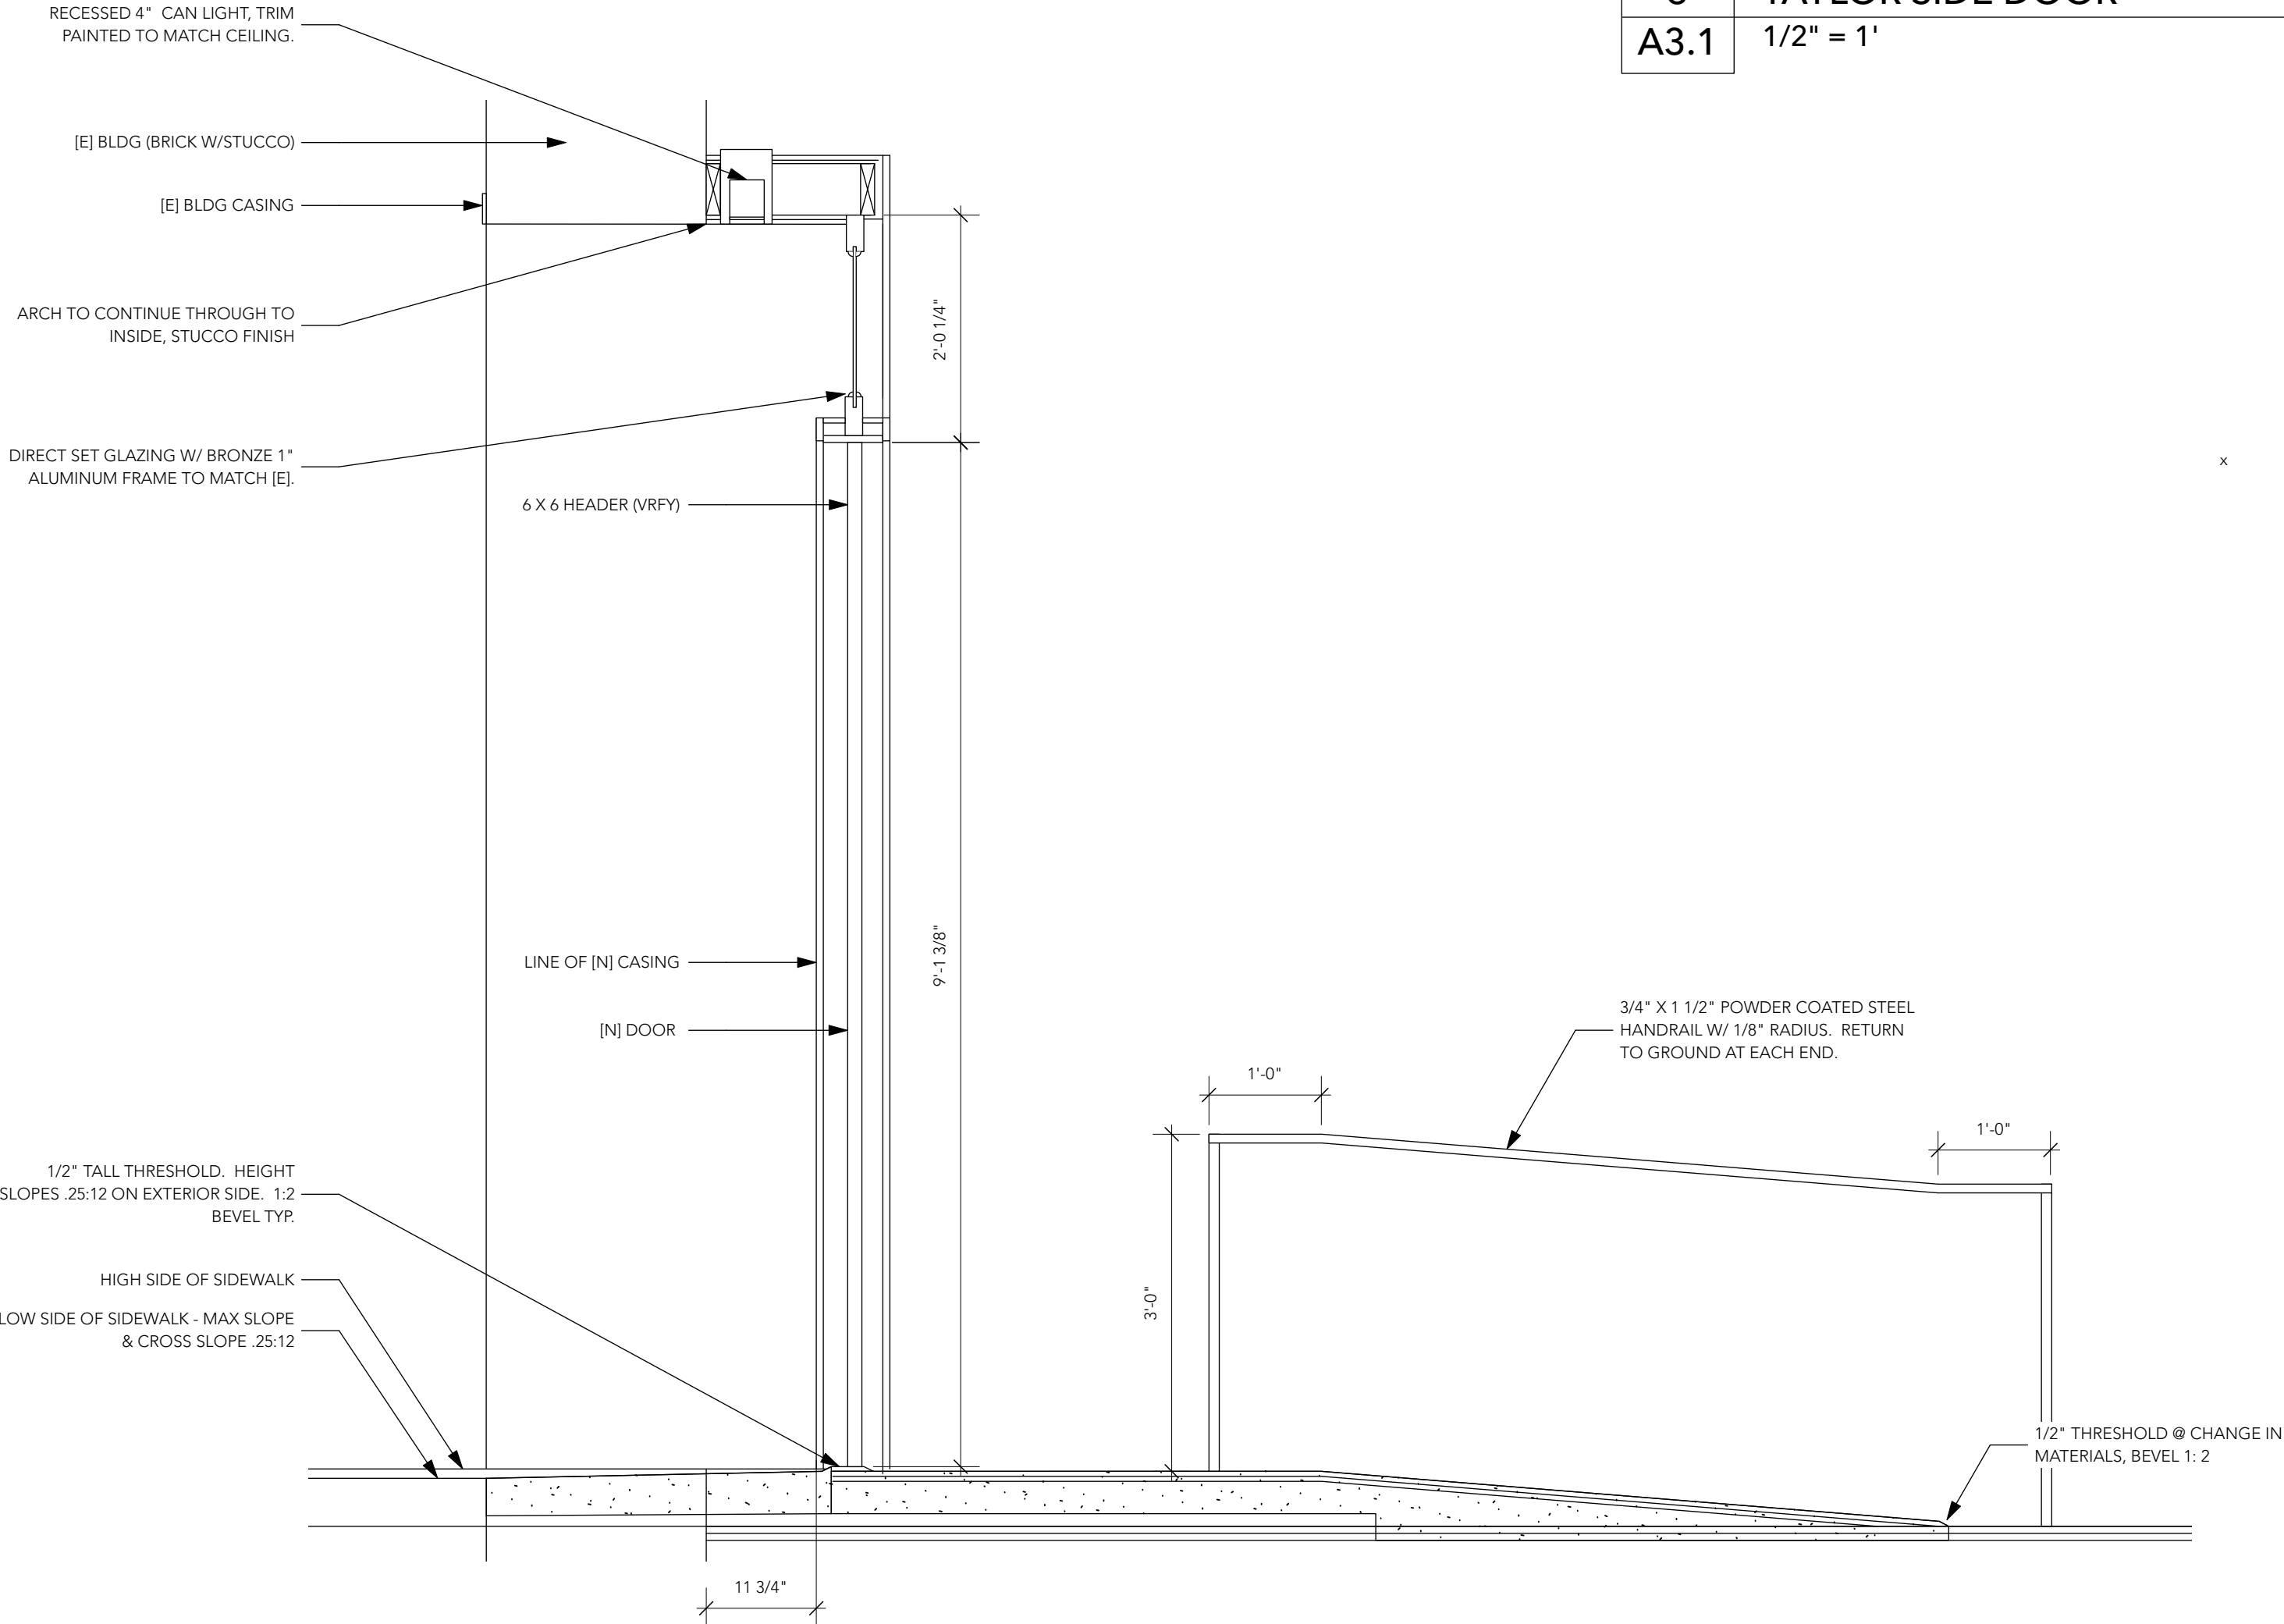 RECESSED 4" CAN LIGHT, TRIM
PAINTED TO MATCH CEILING.
TAYLOR SIDE DOOR
A3.1
1/2" = 1'
[E] BLDG (BRICK W/STUCCO)
[E] BLDG CASING
ARCH TO CONTINUE THROUGH TO
INSIDE, STUCCO FINISH
2'-0 1/4"
DIRECT SET GLAZING W/ BRONZE 1"
ALUMINUM FRAME TO MATCH [E].
x
6 X 6 HEADER (VRFY)
LINE OF [N] CASING
9'-1 3/8"
[N] DOOR
3/4" X 1 1/2" POWDER COATED STEEL
HANDRAIL W/ 1/8" RADIUS. RETURN
TO GROUND AT EACH END.
1'-0"
1'-0"
3'-0"
1/2" TALL THRESHOLD. HEIGHT
SLOPES .25:12 ON EXTERIOR SIDE. 1:2
BEVEL TYP.
HIGH SIDE OF SIDEWALK
LOW SIDE OF SIDEWALK - MAX SLOPE
& CROSS SLOPE .25:12
1/2" THRESHOLD @ CHANGE IN
MATERIALS, BEVEL 1: 2
11 3/4"